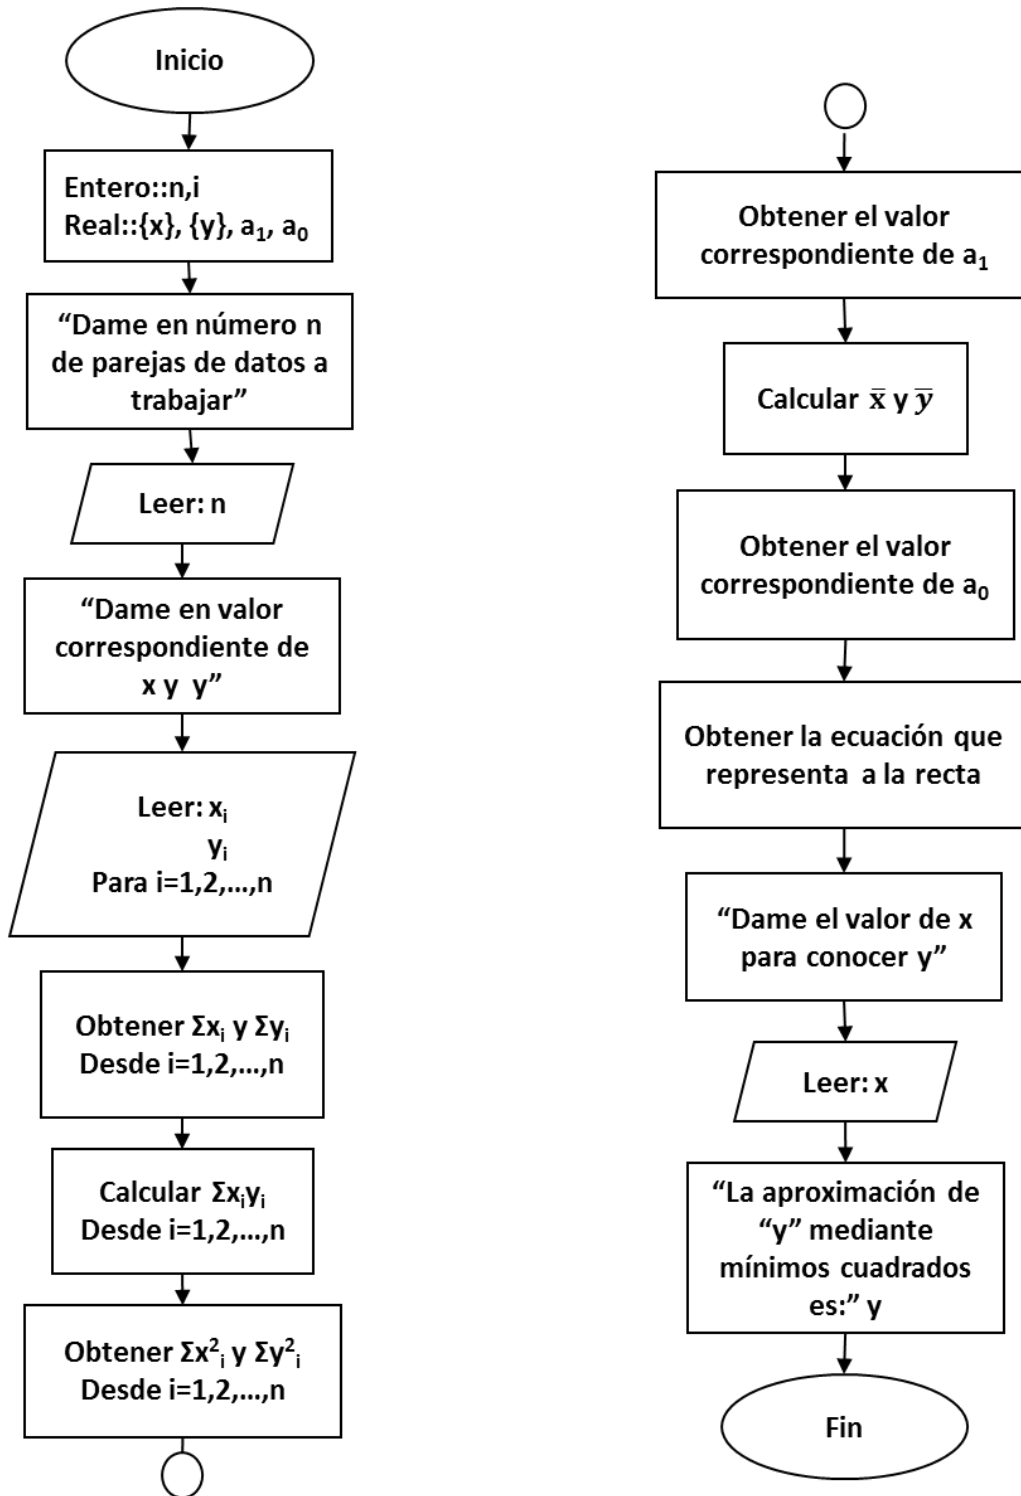 Inicio
Entero::n,i
Real::{x}, {y}, a₁, a₀
“Dame en número n
de parejas de datos a
trabajar”
Leer: n
“Dame en valor
correspondiente de
x y y”
Leer: xᵢ
yᵢ
Para i=1,2,...,n
Obtener Σxᵢ y Σyᵢ
Desde i=1,2,...,n
Calcular Σxᵢyᵢ
Desde i=1,2,...,n
Obtener Σx²ᵢ y Σy²ᵢ
Desde i=1,2,...,n
Obtener el valor
correspondiente de a₁
Calcular x̅ y y̅
Obtener el valor
correspondiente de a₀
Obtener la ecuación que
representa a la recta
“Dame el valor de x
para conocer y”
Leer: x
“La aproximación de
“y” mediante
mínimos cuadrados
es:” y
Fin